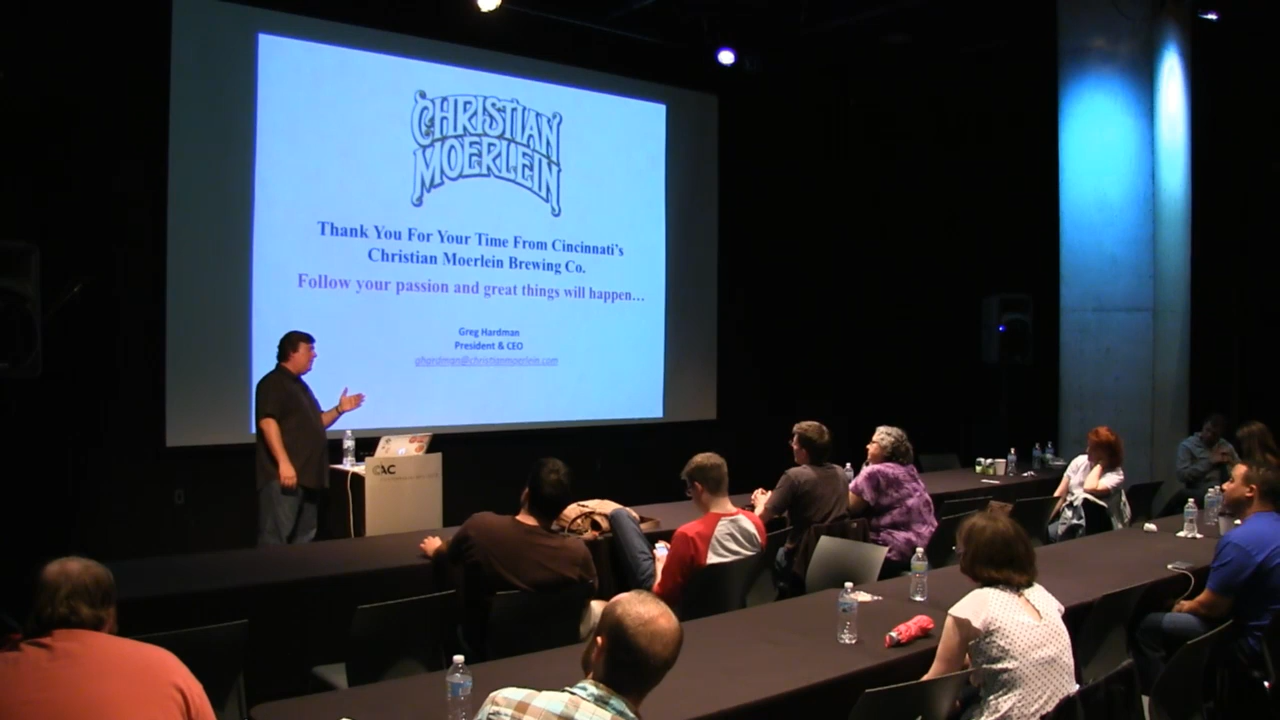 CHRISTIAN
MOERLEIN
Thank You For Your Time From Cincinnati's
Christian Moerlein Brewing Co.
Follow your passion and great things will happen...
Greg Hardman
President & CEO
ghardman@christianmoerlein.com
CAC